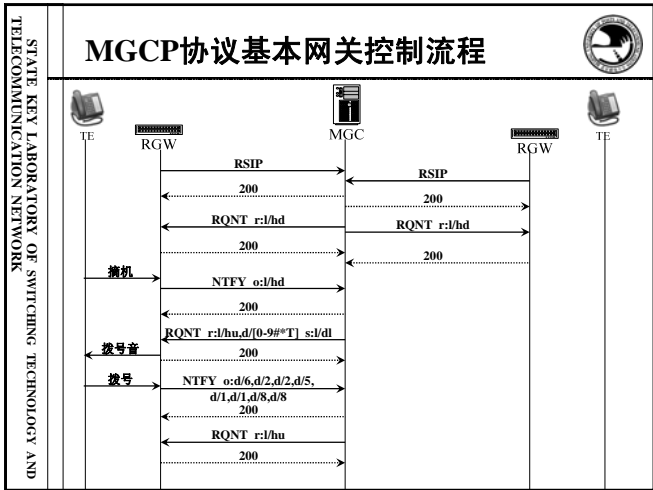 MGCP协议基本网关控制流程
STATE KEY LABORATORY OF SWITCHING TECHNOLOGY AND
TELECOMMUNICATION NETWORK
TE
RGW
MGC
RGW
TE
RSIP
RSIP
200
200
RQNT r:l/hd
RQNT r:l/hd
200
200
摘机
NTFY o:l/hd
200
RQNT r:l/hu,d/[0-9#*T] s:l/dl
拨号音
200
拨号
NTFY o:d/6,d/2,d/2,d/5,
d/1,d/1,d/8,d/8
200
RQNT r:l/hu
200